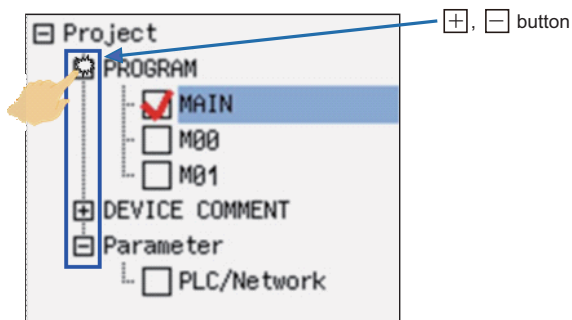 Project
+, - button
PROGRAM
MAIN
M00
M01
DEVICE COMMENT
Parameter
PLC/Network